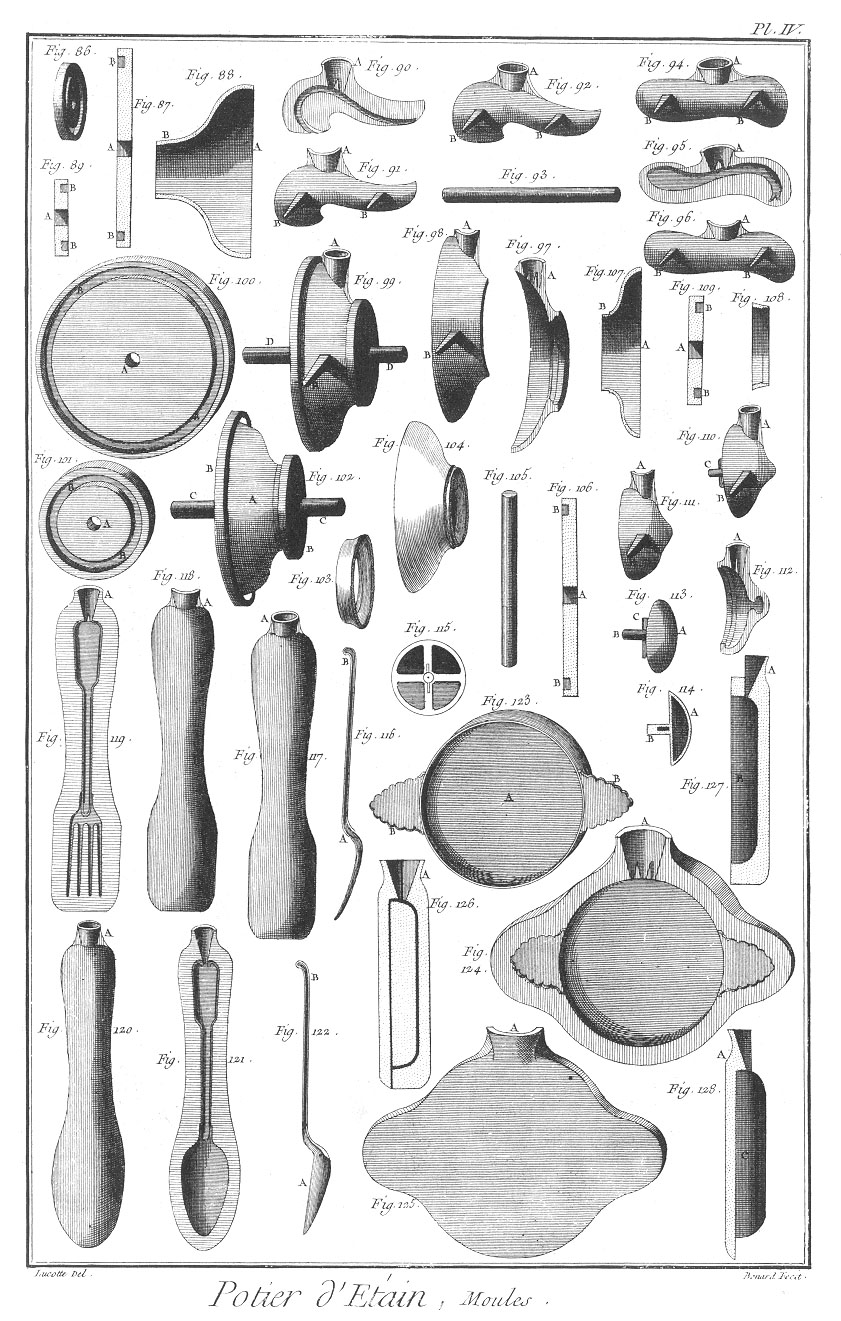 Pl. IV.
Fig. 86
B
Fig. 87
A
B
Fig. 88
B
A
Fig. 89
B
A
B
A
Fig. 90
A
Fig. 91
B
B
A
Fig. 92
B
B
Fig. 93
Fig. 94
A
B
B
Fig. 95
A
Fig. 96
A
B
B
Fig. 97
A
Fig. 98
A
B
Fig. 99
A
D
B
D
Fig. 100
B
A
Fig. 101
B
A
B
Fig. 102
B
A
C
C
B
Fig. 103
Fig. 104
Fig. 105
Fig. 106
B
A
B
Fig. 107
B
A
Fig. 108
Fig. 109
B
A
B
Fig. 110
A
C
B
Fig. 111
A
Fig. 112
A
Fig. 113
C
B
A
Fig. 114
A
B
Fig. 115
Fig. 116
B
A
Fig. 117
A
Fig. 118
A
Fig. 119
Fig. 120
A
Fig. 121
Fig. 122
B
A
Fig. 123
A
B
B
Fig. 124
A
Fig. 125
A
Fig. 126
A
Fig. 127
A
B
Fig. 128
A
C
Lucotte Del.
Benard Fecit.
Potier d'Etain, Moules.